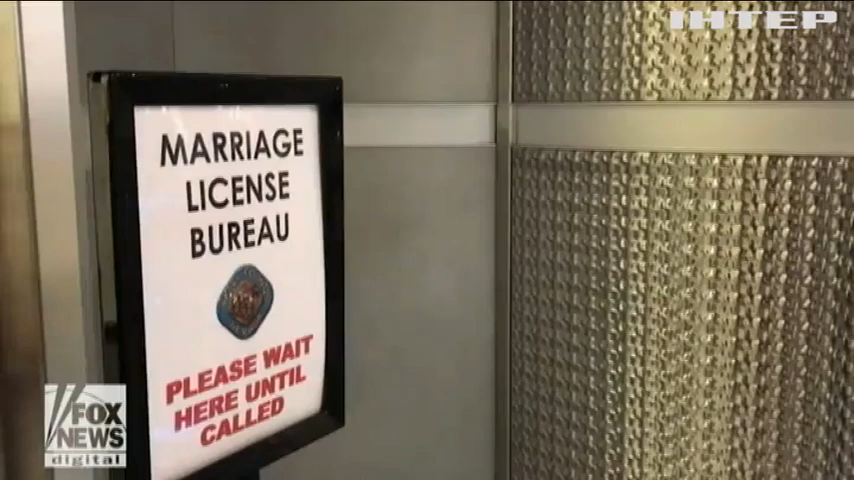 ІНТЕР
MARRIAGE
LICENSE
BUREAU
PLEASE WAIT
HERE UNTIL
CALLED
FOX
NEWS
digital